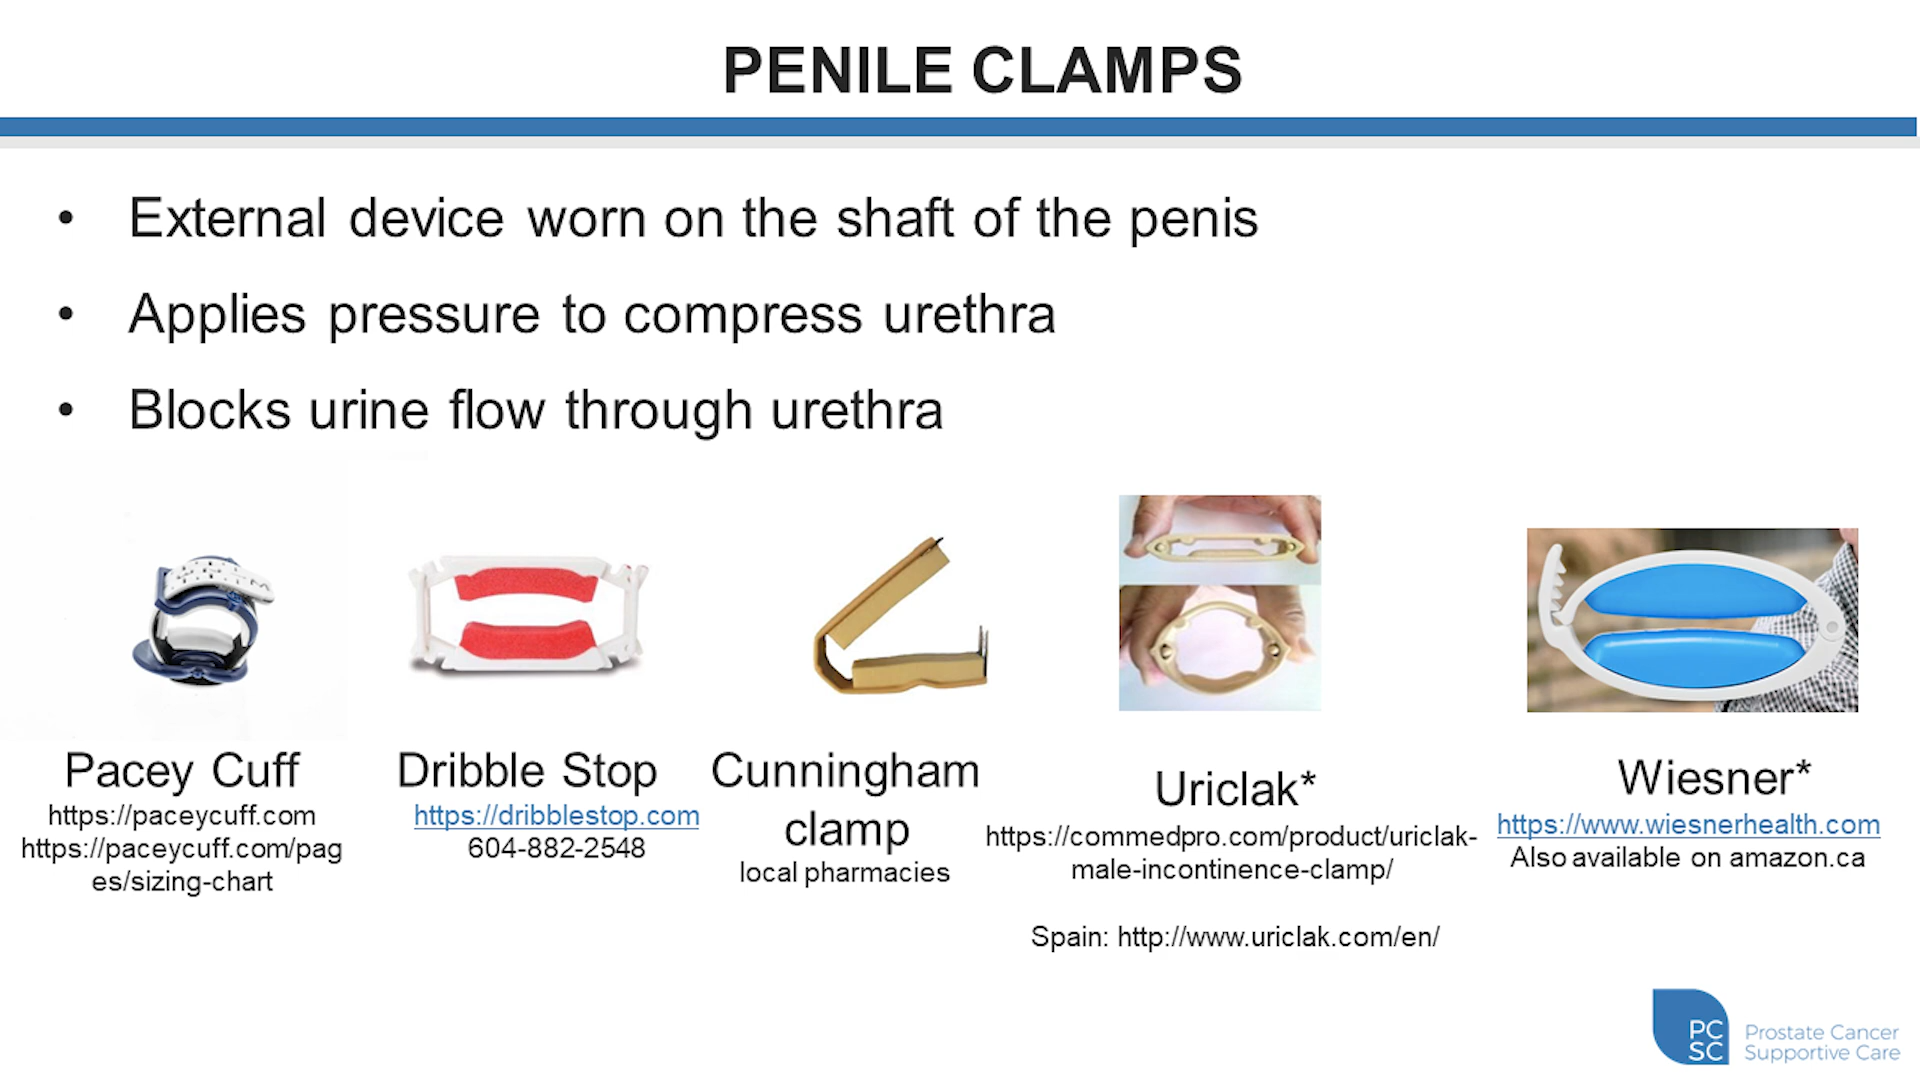 PENILE CLAMPS
• External device worn on the shaft of the penis
• Applies pressure to compress urethra
• Blocks urine flow through urethra
Pacey Cuff
https://paceycuff.com
https://paceycuff.com/pag
es/sizing-chart
Dribble Stop
https://dribblestop.com
604-882-2548
Cunningham
clamp
local pharmacies
Uriclak*
https://commedpro.com/product/uriclak-
male-incontinence-clamp/
Spain: http://www.uriclak.com/en/
Wiesner*
https://www.wiesnerhealth.com
Also available on amazon.ca
PC
SC
Prostate Cancer
Supportive Care